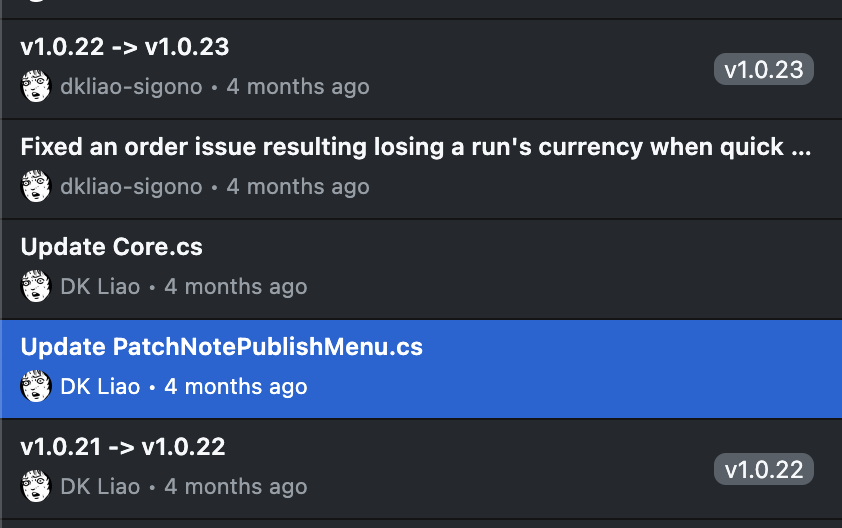 v1.0.22 -> v1.0.23
v1.0.23
dkliao-sigono • 4 months ago
Fixed an order issue resulting losing a run's currency when quick ...
dkliao-sigono • 4 months ago
Update Core.cs
DK Liao • 4 months ago
Update PatchNotePublishMenu.cs
DK Liao • 4 months ago
v1.0.21 -> v1.0.22
v1.0.22
DK Liao • 4 months ago